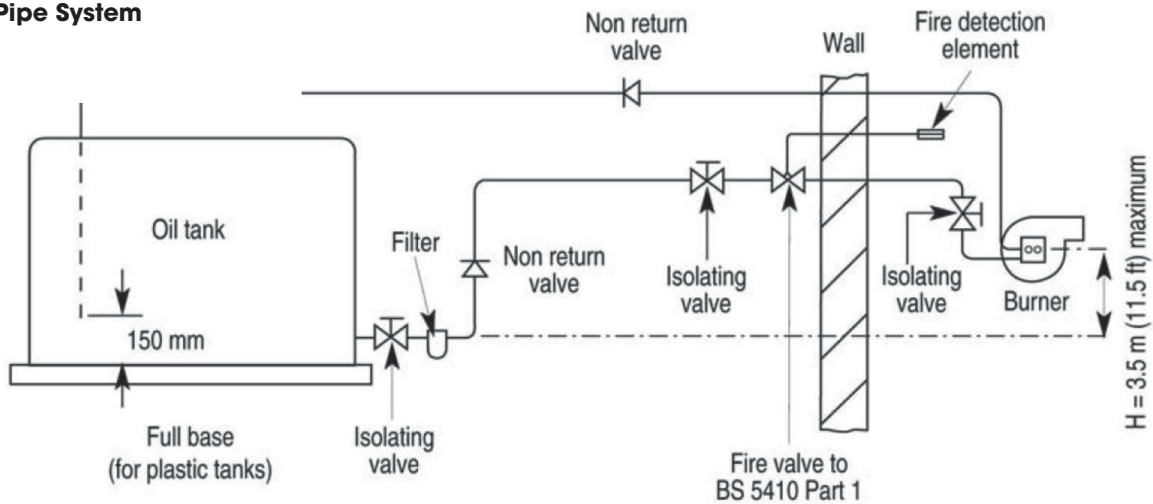 Pipe System
Non return
valve
Wall
Fire detection
element
Oil tank
Filter
Non return
valve
Isolating
valve
Isolating
valve
Burner
150 mm
H = 3.5 m (11.5 ft) maximum
Full base
(for plastic tanks)
Isolating
valve
Fire valve to
BS 5410 Part 1